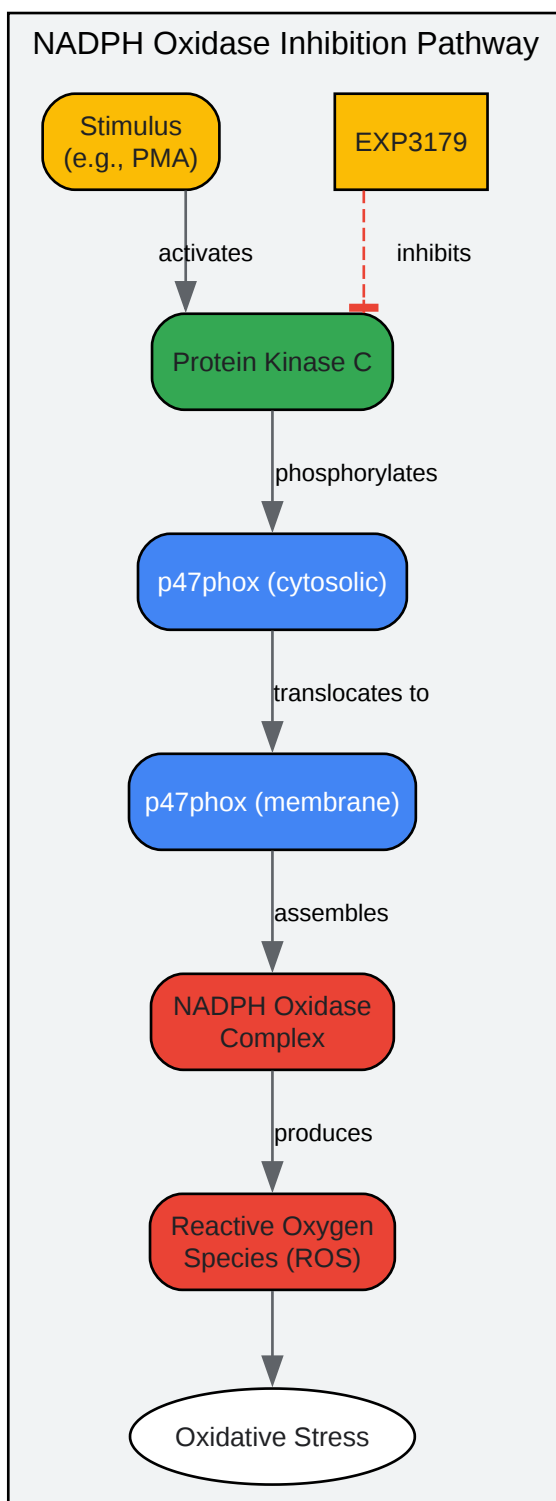 NADPH Oxidase Inhibition Pathway
Stimulus
(e.g., PMA)
EXP3179
activates
inhibits
Protein Kinase C
phosphorylates
p47phox (cytosolic)
translocates to
p47phox (membrane)
assembles
NADPH Oxidase
Complex
produces
Reactive Oxygen
Species (ROS)
Oxidative Stress